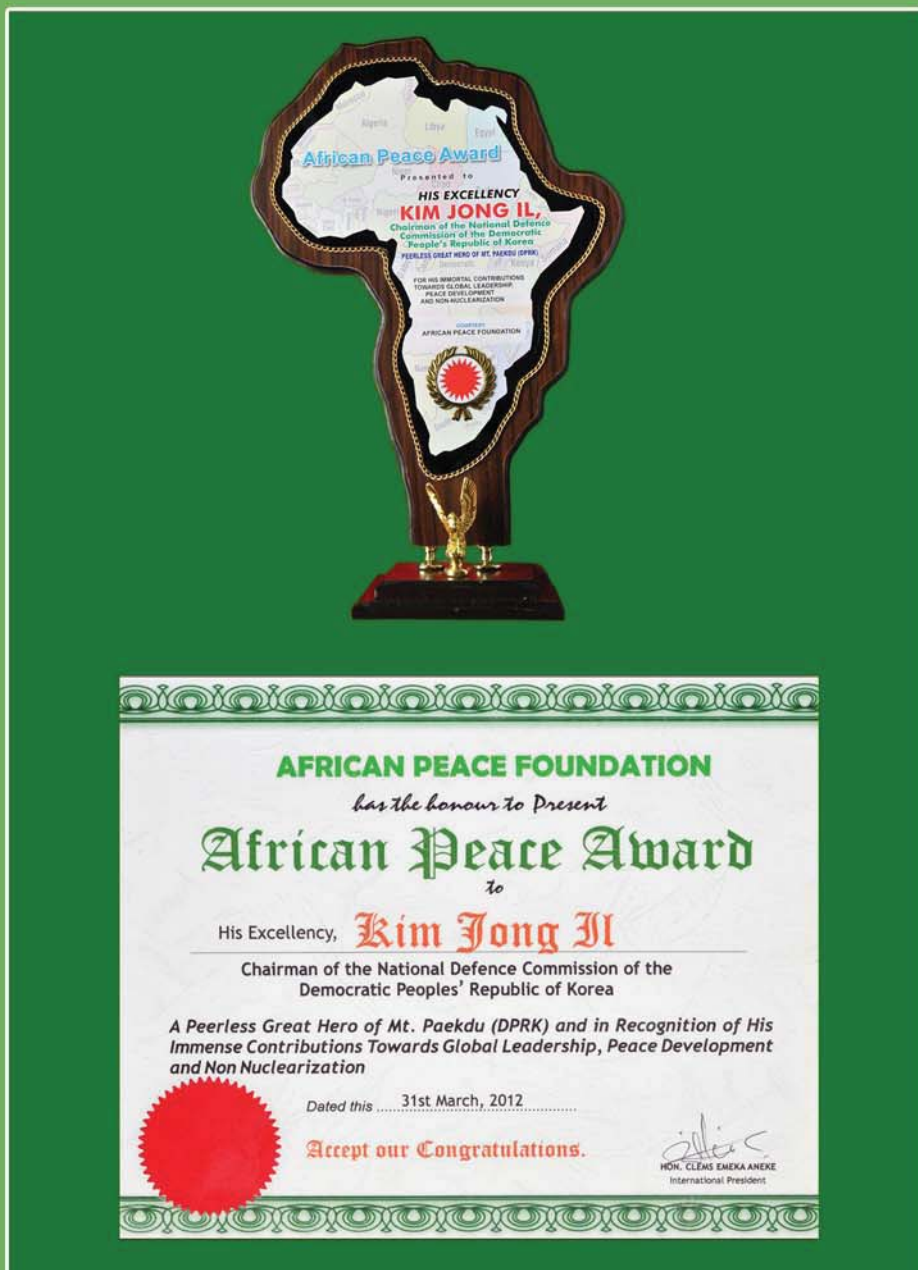 Morocco
Algeria
Libya
Egypt
African Peace Award
Presented to
HIS EXCELLENCY
KIM JONG IL,
Chairman of the National Defence
Commission of the Democratic
People's Republic of Korea
PEERLESS GREAT HERO OF MT. PAEKDU (DPRK)
FOR HIS IMMORTAL CONTRIBUTIONS
TOWARDS GLOBAL LEADERSHIP,
PEACE DEVELOPMENT
AND NON-NUCLEARIZATION
COURTESY:
AFRICAN PEACE FOUNDATION
AFRICAN PEACE FOUNDATION
has the honour to Present
African Peace Award
to
His Excellency, Kim Jong Il
Chairman of the National Defence Commission of the
Democratic Peoples' Republic of Korea
A Peerless Great Hero of Mt. Paekdu (DPRK) and in Recognition of His
Immense Contributions Towards Global Leadership, Peace Development
and Non Nuclearization
Dated this 31st March, 2012
Accept our Congratulations.
HON. CLEMS EMEKA ANEKE
International President